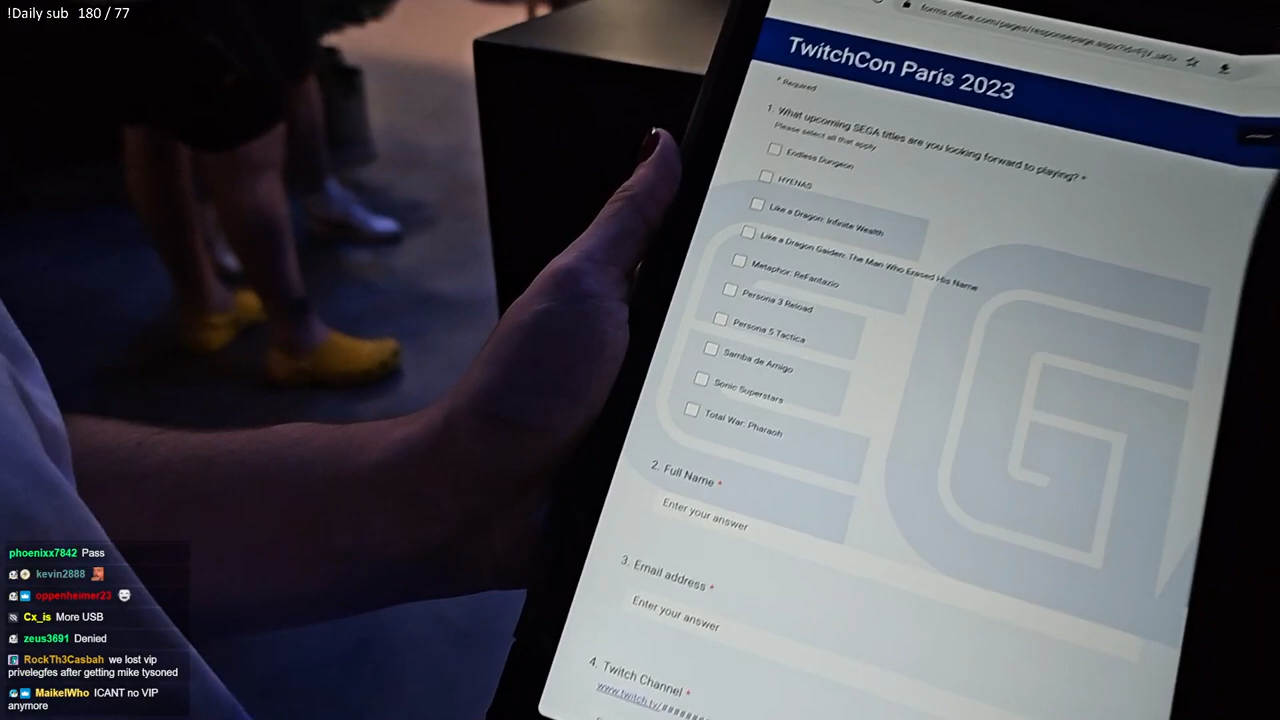 !Daily sub 180 / 77
TwitchCon Paris 2023
* Required
1. What upcoming SEGA titles are you looking forward to playing? *
Please select all that apply
Endless Dungeon
HYENAS
Like a Dragon: Infinite Wealth
Like a Dragon Gaiden: The Man Who Erased His Name
Metaphor: ReFantazio
Persona 3 Reload
Persona 5 Tactica
Samba de Amigo
Sonic Superstars
Total War: Pharaoh
2. Full Name *
Enter your answer
3. Email address *
Enter your answer
4. Twitch Channel *
www.twitch.tv/########
phoenixx7842 Pass
kevin2888
oppenheimer23
Cx_is More USB
zeus3691 Denied
RockTh3Casbah we lost vip
privelegfes after getting mike tysoned
MaikelWho ICANT no VIP
anymore